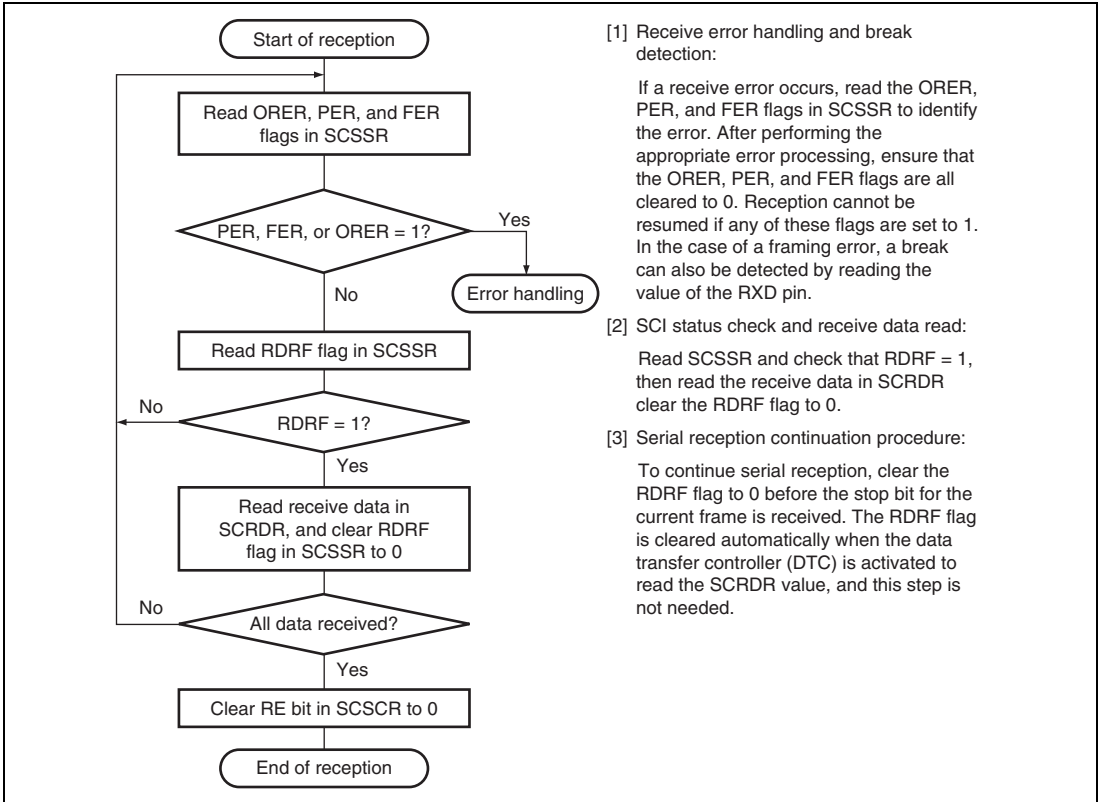 Start of reception
Read ORER, PER, and FER
flags in SCSSR
PER, FER, or ORER = 1?
Yes
Error handling
No
Read RDRF flag in SCSSR
No
RDRF = 1?
Yes
Read receive data in
SCRDR, and clear RDRF
flag in SCSSR to 0
No
All data received?
Yes
Clear RE bit in SCSCR to 0
End of reception
[1] Receive error handling and break
detection:
If a receive error occurs, read the ORER,
PER, and FER flags in SCSSR to identify
the error. After performing the
appropriate error processing, ensure that
the ORER, PER, and FER flags are all
cleared to 0. Reception cannot be
resumed if any of these flags are set to 1.
In the case of a framing error, a break
can also be detected by reading the
value of the RXD pin.
[2] SCI status check and receive data read:
Read SCSSR and check that RDRF = 1,
then read the receive data in SCRDR
clear the RDRF flag to 0.
[3] Serial reception continuation procedure:
To continue serial reception, clear the
RDRF flag to 0 before the stop bit for the
current frame is received. The RDRF flag
is cleared automatically when the data
transfer controller (DTC) is activated to
read the SCRDR value, and this step is
not needed.